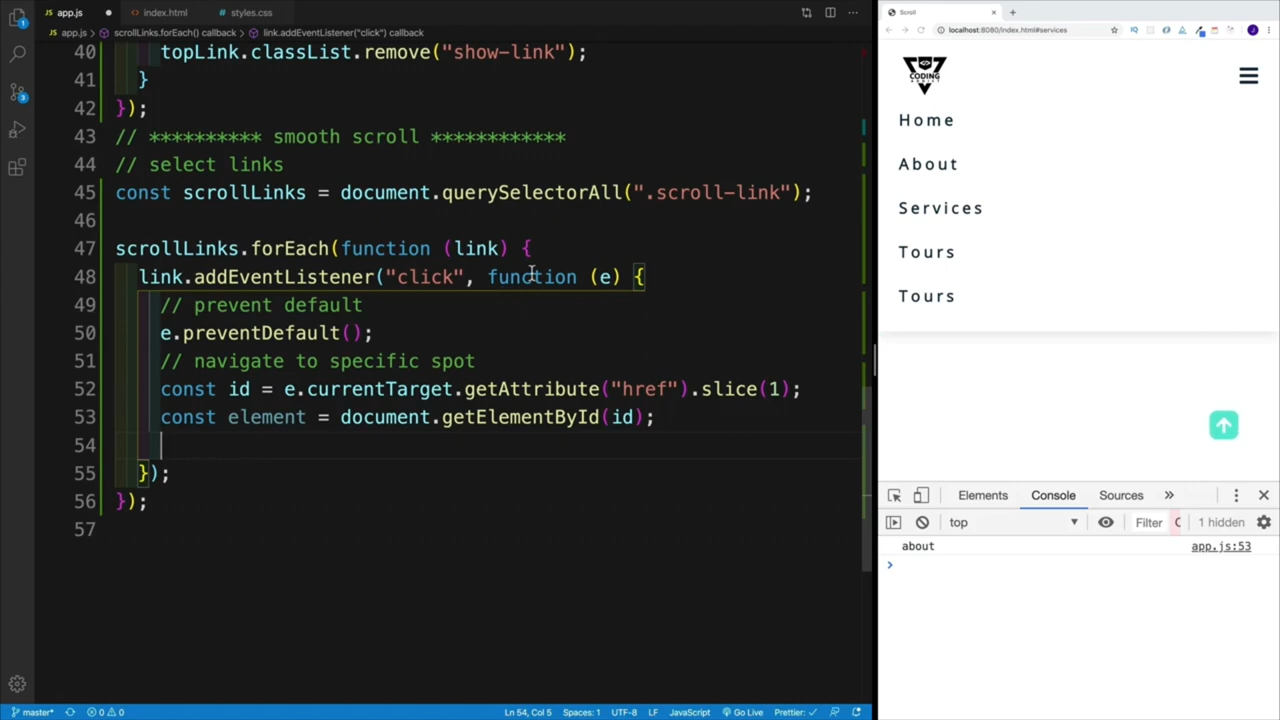 app.js
index.html
styles.css
app.js > scrollLinks.forEach() callback > link.addEventListener("click") callback
40 topLink.classList.remove("show-link");
41 }
42 });
43 // ********** smooth scroll ************
44 // select links
45 const scrollLinks = document.querySelectorAll(".scroll-link");
46
47 scrollLinks.forEach(function (link) {
48 link.addEventListener("click", function (e) {
49 // prevent default
50 e.preventDefault();
51 // navigate to specific spot
52 const id = e.currentTarget.getAttribute("href").slice(1);
53 const element = document.getElementById(id);
54
55 });
56 });
57
master* 0 0 Ln 54, Col 5 Spaces: 1 UTF-8 LF JavaScript Go Live Prettier: ✓
Scroll
localhost:8080/index.html#services
CODING
ADDICT
Home
About
Services
Tours
Tours
Elements Console Sources »
top Filter 1 hidden
about app.js:53